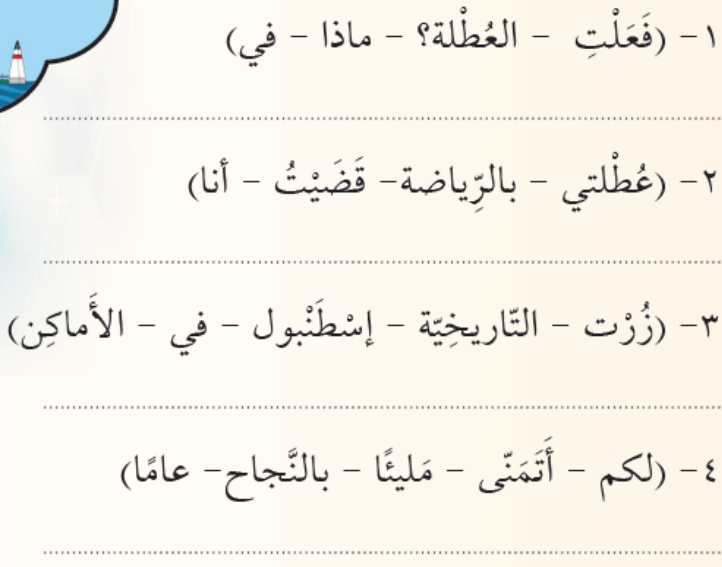 ١- (فَعَلْتِ - العُطْلة؟ - ماذا - في)
٢- (عُطْلتي - بالرِّياضة- قَضَيْتُ - أنا)
٣- (زُرْت - التّاريخِيّة - إسْطَنْبول - في - الأَماكِن)
٤- (لكم - أَتَمَنّى - مَليئًا - بالنَّجاح- عامًا)